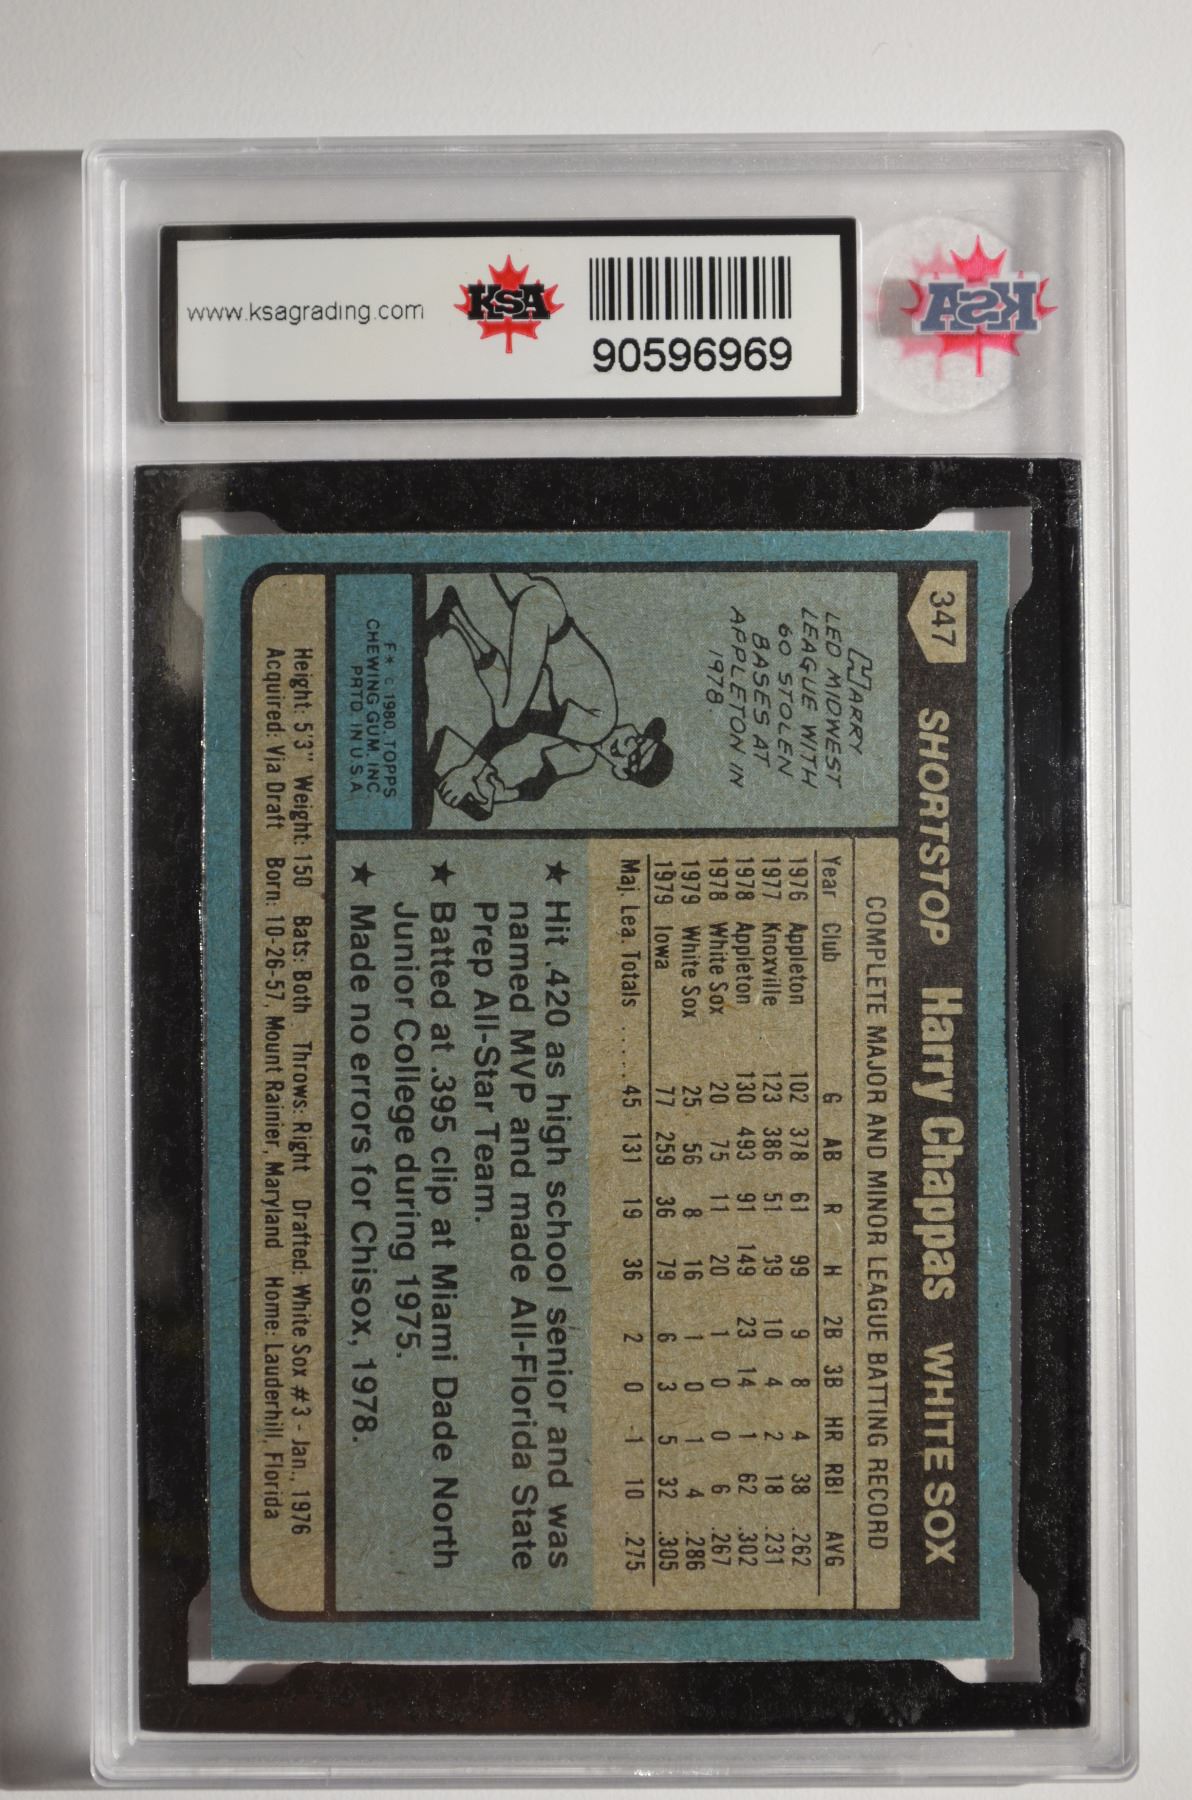 www.ksagrading.com
KSA
90596969
KSA
347 SHORTSTOP Harry Chappas WHITE SOX
HARRY
LED MIDWEST
LEAGUE WITH
60 STOLEN
BASES AT
APPLETON IN
1978
F* © 1980 TOPPS
CHEWING GUM, INC.
PRTD. IN U.S.A.
COMPLETE MAJOR AND MINOR LEAGUE BATTING RECORD
Year Club G AB R H 2B 3B HR RBI AVG
1976 Appleton 102 378 61 99 9 8 4 38 .262
1977 Knoxville 123 386 51 39 10 4 2 18 .231
1978 Appleton 130 493 91 149 23 14 1 62 .302
1978 White Sox 20 75 11 20 1 0 0 6 .267
1979 White Sox 25 56 8 16 1 0 1 4 .286
1979 Iowa 77 259 36 79 6 3 5 32 .305
Maj. Lea. Totals ..... 45 131 19 36 2 0 1 10 .275
★ Hit .420 as high school senior and was
named MVP and made All-Florida State
Prep All-Star Team.
★ Batted at .395 clip at Miami Dade North
Junior College during 1975.
★ Made no errors for Chisox, 1978.
Height: 5'3" Weight: 150 Bats: Both Throws: Right Drafted: White Sox #3 - Jan., 1976
Acquired: Via Draft Born: 10-26-57, Mount Rainier, Maryland Home: Lauderhill, Florida